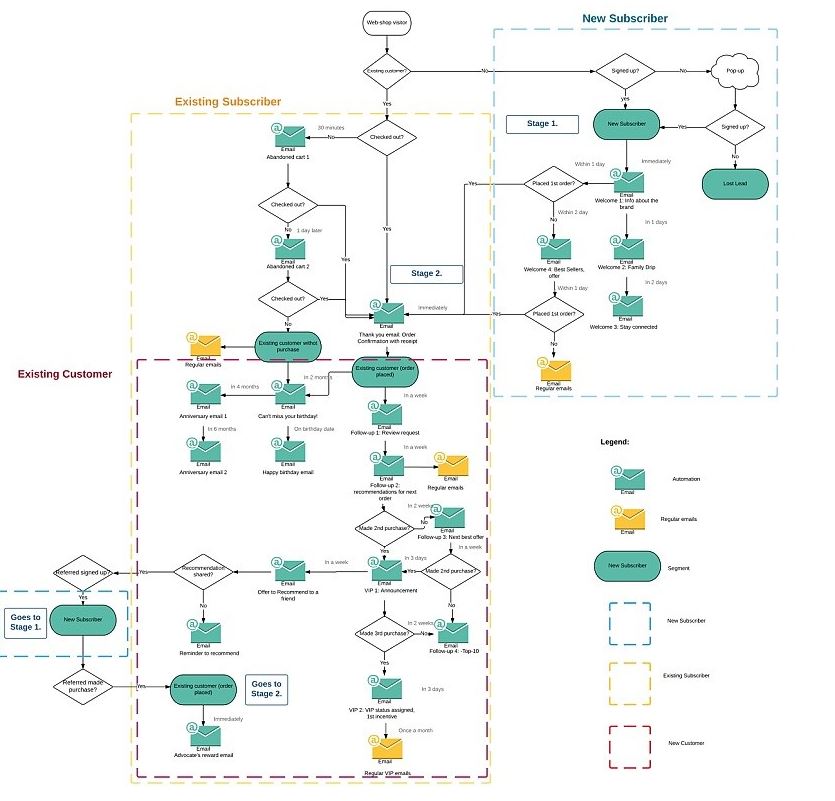 Web-shop visitor
New Subscriber
Existing customer?
No
Signed up?
No
Pop-up
Yes
yes
Existing Subscriber
Stage 1.
New Subscriber
Yes
Signed up?
30 minutes
No
Checked out?
Email
Abandoned cart 1
Immediately
No
Within 1 day
Lost Lead
Yes
Placed 1st order?
Email
Welcome 1: Info about the
brand
Checked out?
Within 2 day
No
In 1 days
No
1 day later
Yes
Email
Abandoned cart 2
Yes
Email
Welcome 4: Best Sellers,
offer
Email
Welcome 2: Family Drip
Stage 2.
Within 1 day
In 2 days
Checked out?
Yes
Immediately
Yes
Placed 1st order?
Email
Welcome 3: Stay connected
No
Email
Thank you email: Order
Confirmation with receipt
No
Existing customer withot
purchase
Email
Regular emails
Email
Regular emails
Existing Customer
Existing customer (order
placed)
In 4 months
In 2 months
In a week
Email
Anniversary email 1
Email
Can't miss your birthday!
Email
Follow-up 1: Review request
In 6 months
On birthday date
In a week
Email
Anniversary email 2
Email
Happy birthday email
Email
Follow-up 2:
recommendations for next
order
Email
Regular emails
Legend:
Email
Automation
In 2 weeks
Made 2nd purchase?
No
Email
Follow-up 3: Next best offer
Email
Regular emails
Yes
In 3 days
In a week
Referred signed up?
Yes
Recommendation
shared?
Email
Offer to Recommend to a
friend
In a week
Email
VIP 1: Announcement
Yes
Made 2nd purchase?
New Subscriber
Segment
Yes
No
No
Goes to
Stage 1.
New Subscriber
Email
Reminder to recommend
Made 3rd purchase?
In 2 weeks
No
Email
Follow-up 4: -Top-10
New Subscriber
Yes
Referred made
purchase?
Yes
Existing customer (order
placed)
Goes to
Stage 2.
Email
VIP 2: VIP status assigned,
1st incentive
In 3 days
Existing Subscriber
Immediately
Once a month
Email
Advocate's reward email
Email
Regular VIP emails
New Customer